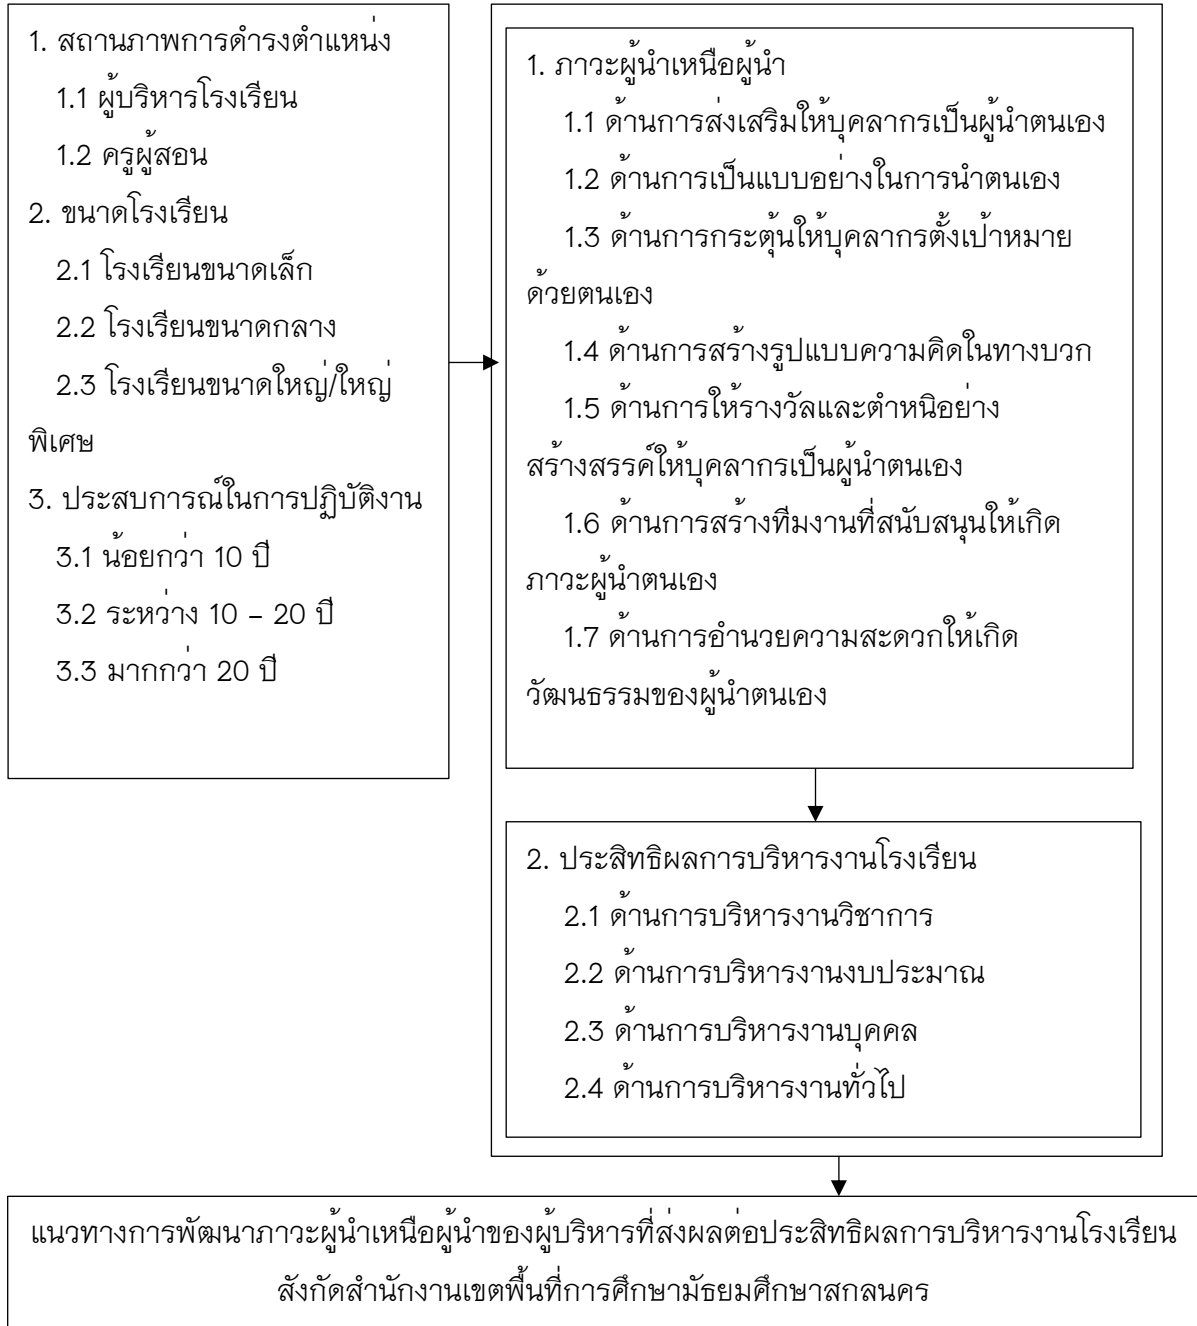 1. สถานภาพการดำรงตำแหน่ง
1.1 ผู้บริหารโรงเรียน
1.2 ครูผู้สอน
2. ขนาดโรงเรียน
2.1 โรงเรียนขนาดเล็ก
2.2 โรงเรียนขนาดกลาง
2.3 โรงเรียนขนาดใหญ่/ใหญ่
พิเศษ
3. ประสบการณ์ในการปฏิบัติงาน
3.1 น้อยกว่า 10 ปี
3.2 ระหว่าง 10 – 20 ปี
3.3 มากกว่า 20 ปี
1. ภาวะผู้นำเหนือผู้นำ
1.1 ด้านการส่งเสริมให้บุคลากรเป็นผู้นำตนเอง
1.2 ด้านการเป็นแบบอย่างในการนำตนเอง
1.3 ด้านการกระตุ้นให้บุคลากรตั้งเป้าหมาย
ด้วยตนเอง
1.4 ด้านการสร้างรูปแบบความคิดในทางบวก
1.5 ด้านการให้รางวัลและตำหนิอย่าง
สร้างสรรค์ให้บุคลากรเป็นผู้นำตนเอง
1.6 ด้านการสร้างทีมงานที่สนับสนุนให้เกิด
ภาวะผู้นำตนเอง
1.7 ด้านการอำนวยความสะดวกให้เกิด
วัฒนธรรมของผู้นำตนเอง
2. ประสิทธิผลการบริหารงานโรงเรียน
2.1 ด้านการบริหารงานวิชาการ
2.2 ด้านการบริหารงานงบประมาณ
2.3 ด้านการบริหารงานบุคคล
2.4 ด้านการบริหารงานทั่วไป
แนวทางการพัฒนาภาวะผู้นำเหนือผู้นำของผู้บริหารที่ส่งผลต่อประสิทธิผลการบริหารงานโรงเรียน
สังกัดสำนักงานเขตพื้นที่การศึกษามัธยมศึกษาสกลนคร